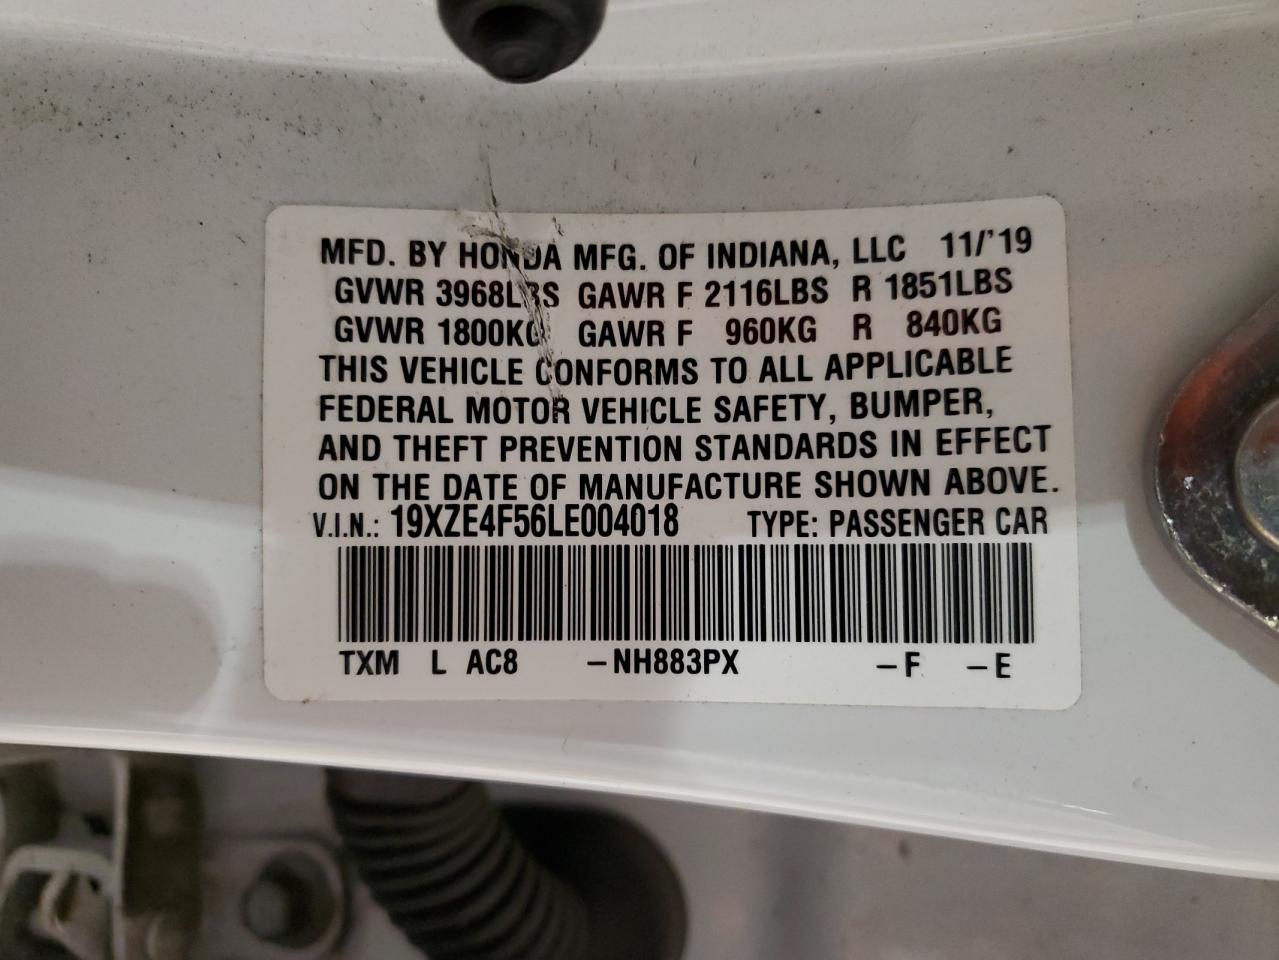 MFD. BY HONDA MFG. OF INDIANA, LLC 11/'19
GVWR 3968LBS GAWR F 2116LBS R 1851LBS
GVWR 1800KG GAWR F 960KG R 840KG
THIS VEHICLE CONFORMS TO ALL APPLICABLE
FEDERAL MOTOR VEHICLE SAFETY, BUMPER,
AND THEFT PREVENTION STANDARDS IN EFFECT
ON THE DATE OF MANUFACTURE SHOWN ABOVE.
V.I.N.: 19XZE4F56LE004018 TYPE: PASSENGER CAR
TXM L AC8 –NH883PX –F –E